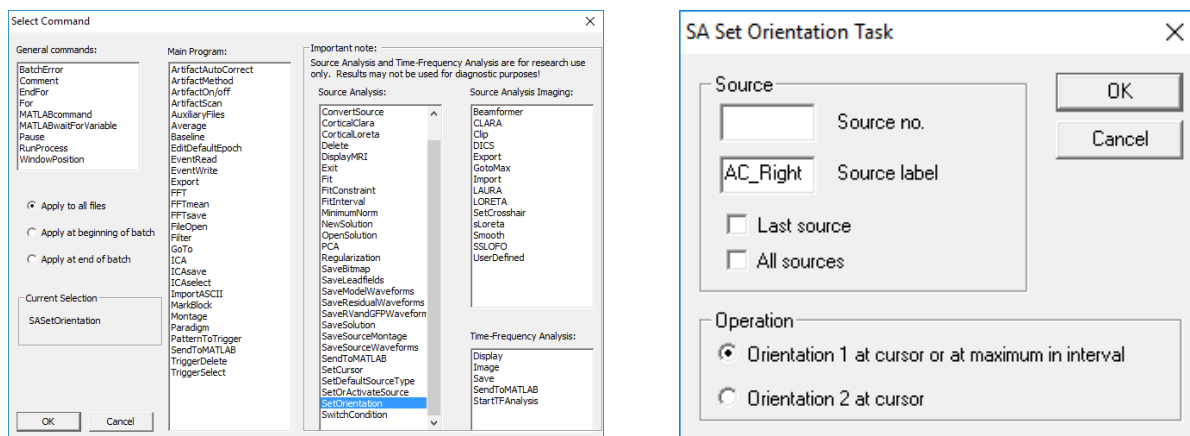 Select Command
General commands:
BatchError
Comment
EndFor
For
MATLABcommand
MATLABwaitForVariable
Pause
RunProcess
WindowPosition
Apply to all files
Apply at beginning of batch
Apply at end of batch
Current Selection
SASetOrientation
OK
Cancel
Main Program:
ArtifactAutoCorrect
ArtifactMethod
ArtifactOn/off
ArtifactScan
AuxiliaryFiles
Average
Baseline
EditDefaultEpoch
EventRead
EventWrite
Export
FFT
FFTmean
FFTsave
FileOpen
Filter
GoTo
ICA
ICAsave
ICAselect
ImportASCII
MarkBlock
Montage
Paradigm
PatternToTrigger
SendToMATLAB
TriggerDelete
TriggerSelect
Important note:
Source Analysis and Time-Frequency Analysis are for research use
only. Results may not be used for diagnostic purposes!
Source Analysis:
ConvertSource
CorticalClara
CorticalLoreta
Delete
DisplayMRI
Exit
Fit
FitConstraint
FitInterval
MinimumNorm
NewSolution
OpenSolution
PCA
Regularization
SaveBitmap
SaveLeadfields
SaveModelWaveforms
SaveResidualWaveforms
SaveRVandGFPWaveform
SaveSolution
SaveSourceMontage
SaveSourceWaveforms
SendToMATLAB
SetCursor
SetDefaultSourceType
SetOrActivateSource
SetOrientation
SwitchCondition
Source Analysis Imaging:
Beamformer
CLARA
Clip
DICS
Export
GotoMax
Import
LAURA
LORETA
SetCrosshair
sLoreta
Smooth
SSLOFO
UserDefined
Time-Frequency Analysis:
Display
Image
Save
SendToMATLAB
StartTFAnalysis
SA Set Orientation Task
Source
Source no.
AC_Right Source label
Last source
All sources
OK
Cancel
Operation
Orientation 1 at cursor or at maximum in interval
Orientation 2 at cursor